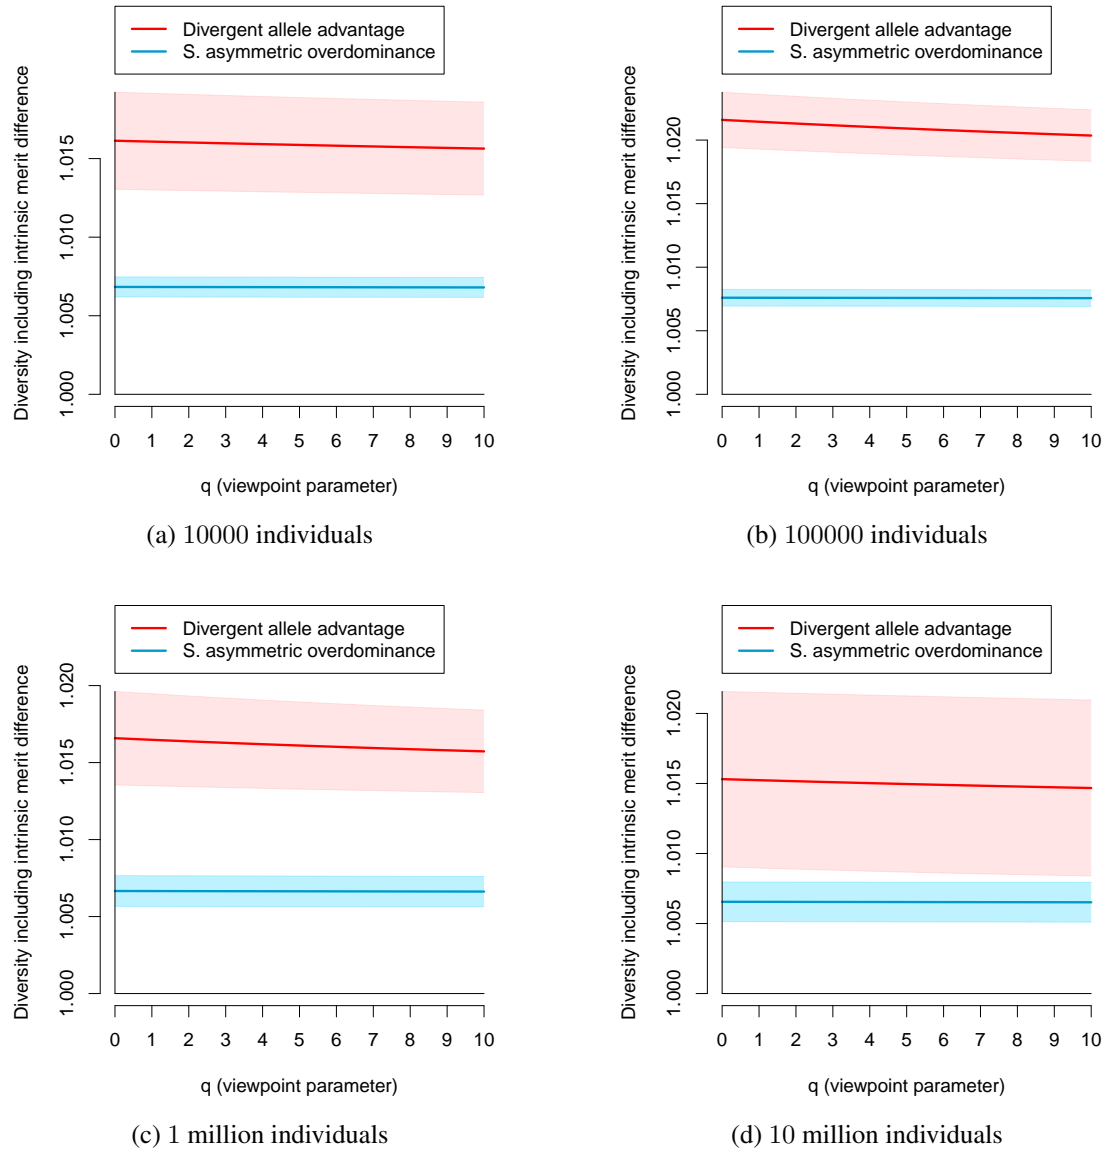 Divergent allele advantage
S. asymmetric overdominance
Diversity including intrinsic merit difference
1.000 1.005 1.010 1.015
0 1 2 3 4 5 6 7 8 9 10
q (viewpoint parameter)
(a) 10000 individuals
Divergent allele advantage
S. asymmetric overdominance
Diversity including intrinsic merit difference
1.000 1.005 1.010 1.015 1.020
0 1 2 3 4 5 6 7 8 9 10
q (viewpoint parameter)
(b) 100000 individuals
Divergent allele advantage
S. asymmetric overdominance
Diversity including intrinsic merit difference
1.000 1.005 1.010 1.015 1.020
0 1 2 3 4 5 6 7 8 9 10
q (viewpoint parameter)
(c) 1 million individuals
Divergent allele advantage
S. asymmetric overdominance
Diversity including intrinsic merit difference
1.000 1.005 1.010 1.015 1.020
0 1 2 3 4 5 6 7 8 9 10
q (viewpoint parameter)
(d) 10 million individuals